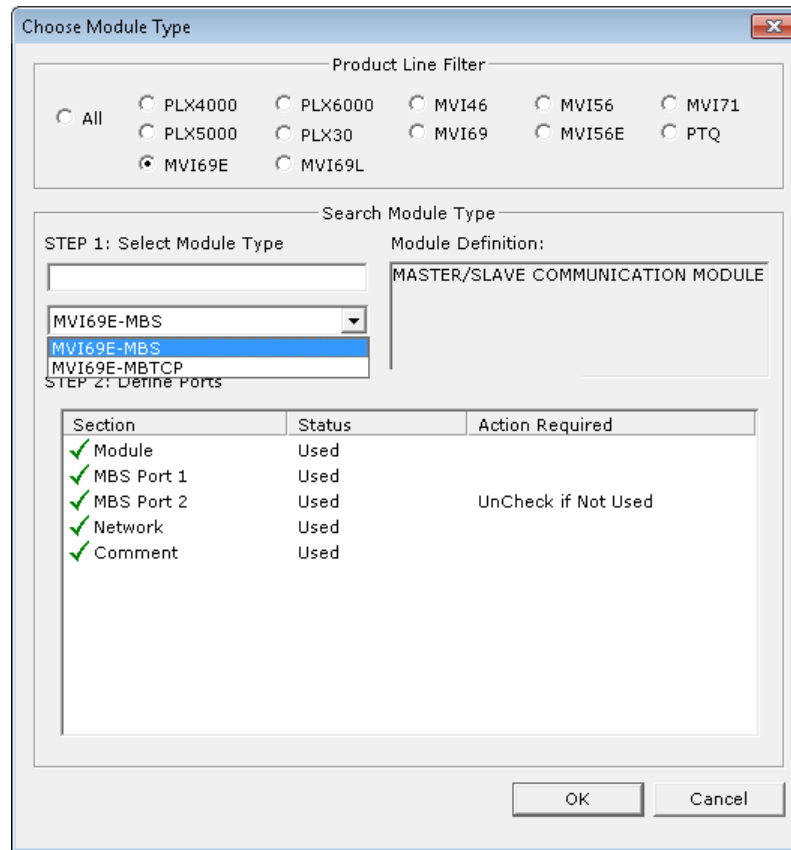 Choose Module Type
Product Line Filter
All
PLX4000 PLX6000 MVI46 MVI56 MVI71
PLX5000 PLX30 MVI69 MVI56E PTQ
MVI69E MVI69L
Search Module Type
STEP 1: Select Module Type Module Definition:
MASTER/SLAVE COMMUNICATION MODULE
MVI69E-MBS
MVI69E-MBS
MVI69E-MBTCP
STEP 2: Define Ports
Section Status Action Required
Module Used
MBS Port 1 Used
MBS Port 2 Used UnCheck if Not Used
Network Used
Comment Used
OK Cancel